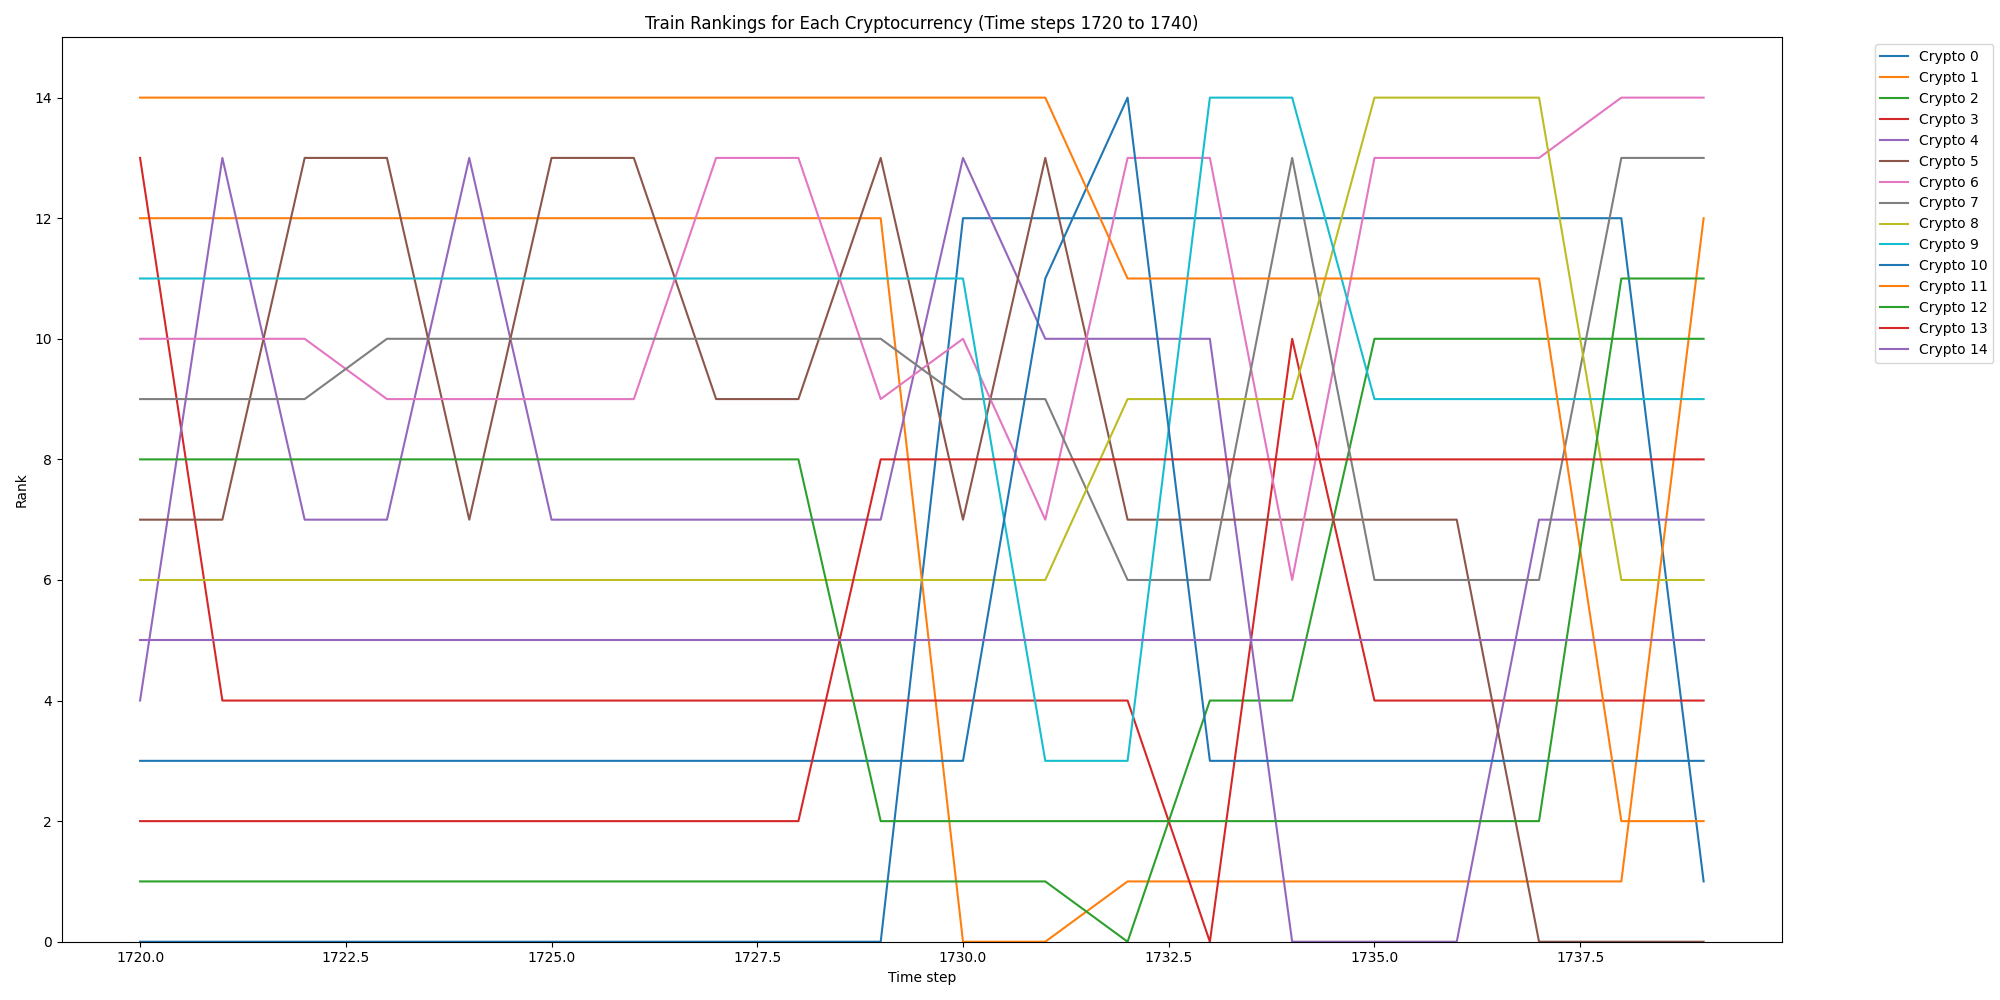 Train Rankings for Each Cryptocurrency (Time steps 1720 to 1740)
Crypto 0
Crypto 1
Crypto 2
Crypto 3
Crypto 4
Crypto 5
Crypto 6
Crypto 7
Crypto 8
Crypto 9
Crypto 10
Crypto 11
Crypto 12
Crypto 13
Crypto 14
14
12
10
8
6
4
2
0
Rank
1720.0 1722.5 1725.0 1727.5 1730.0 1732.5 1735.0 1737.5
Time step